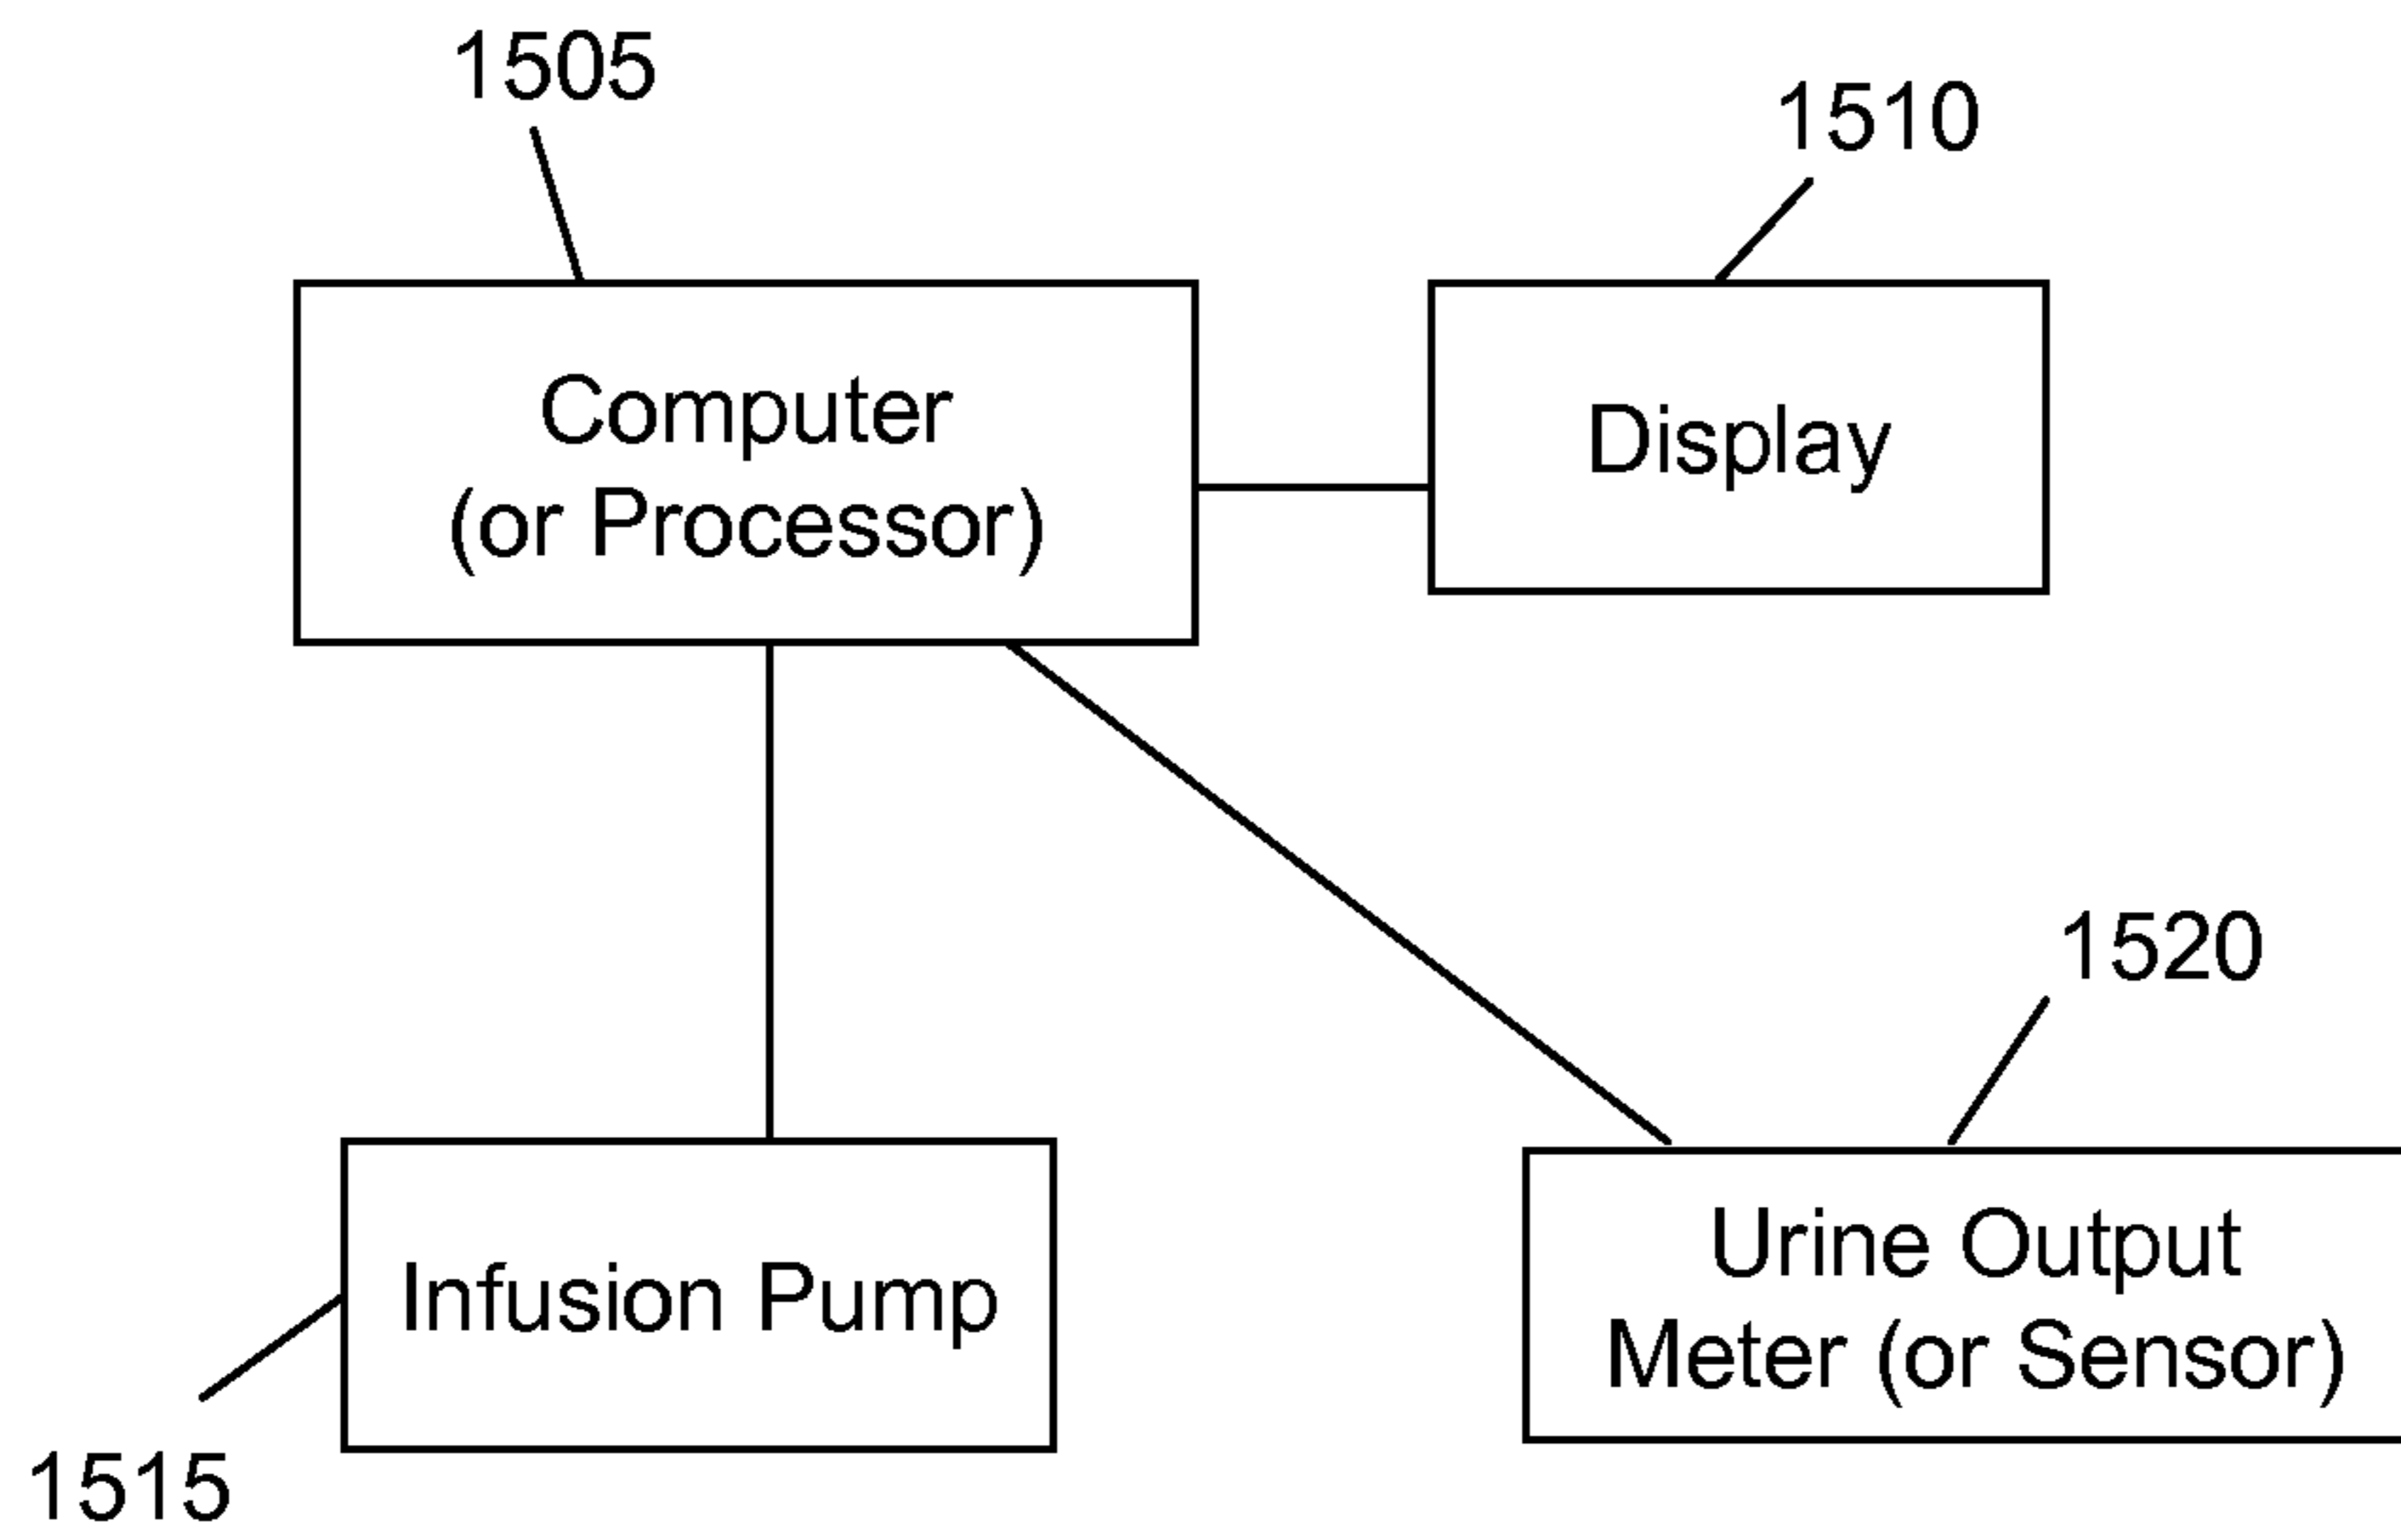 1505
1510
Computer
(or Processor)
Display
1520
Infusion Pump
Urine Output
Meter (or Sensor)
1515